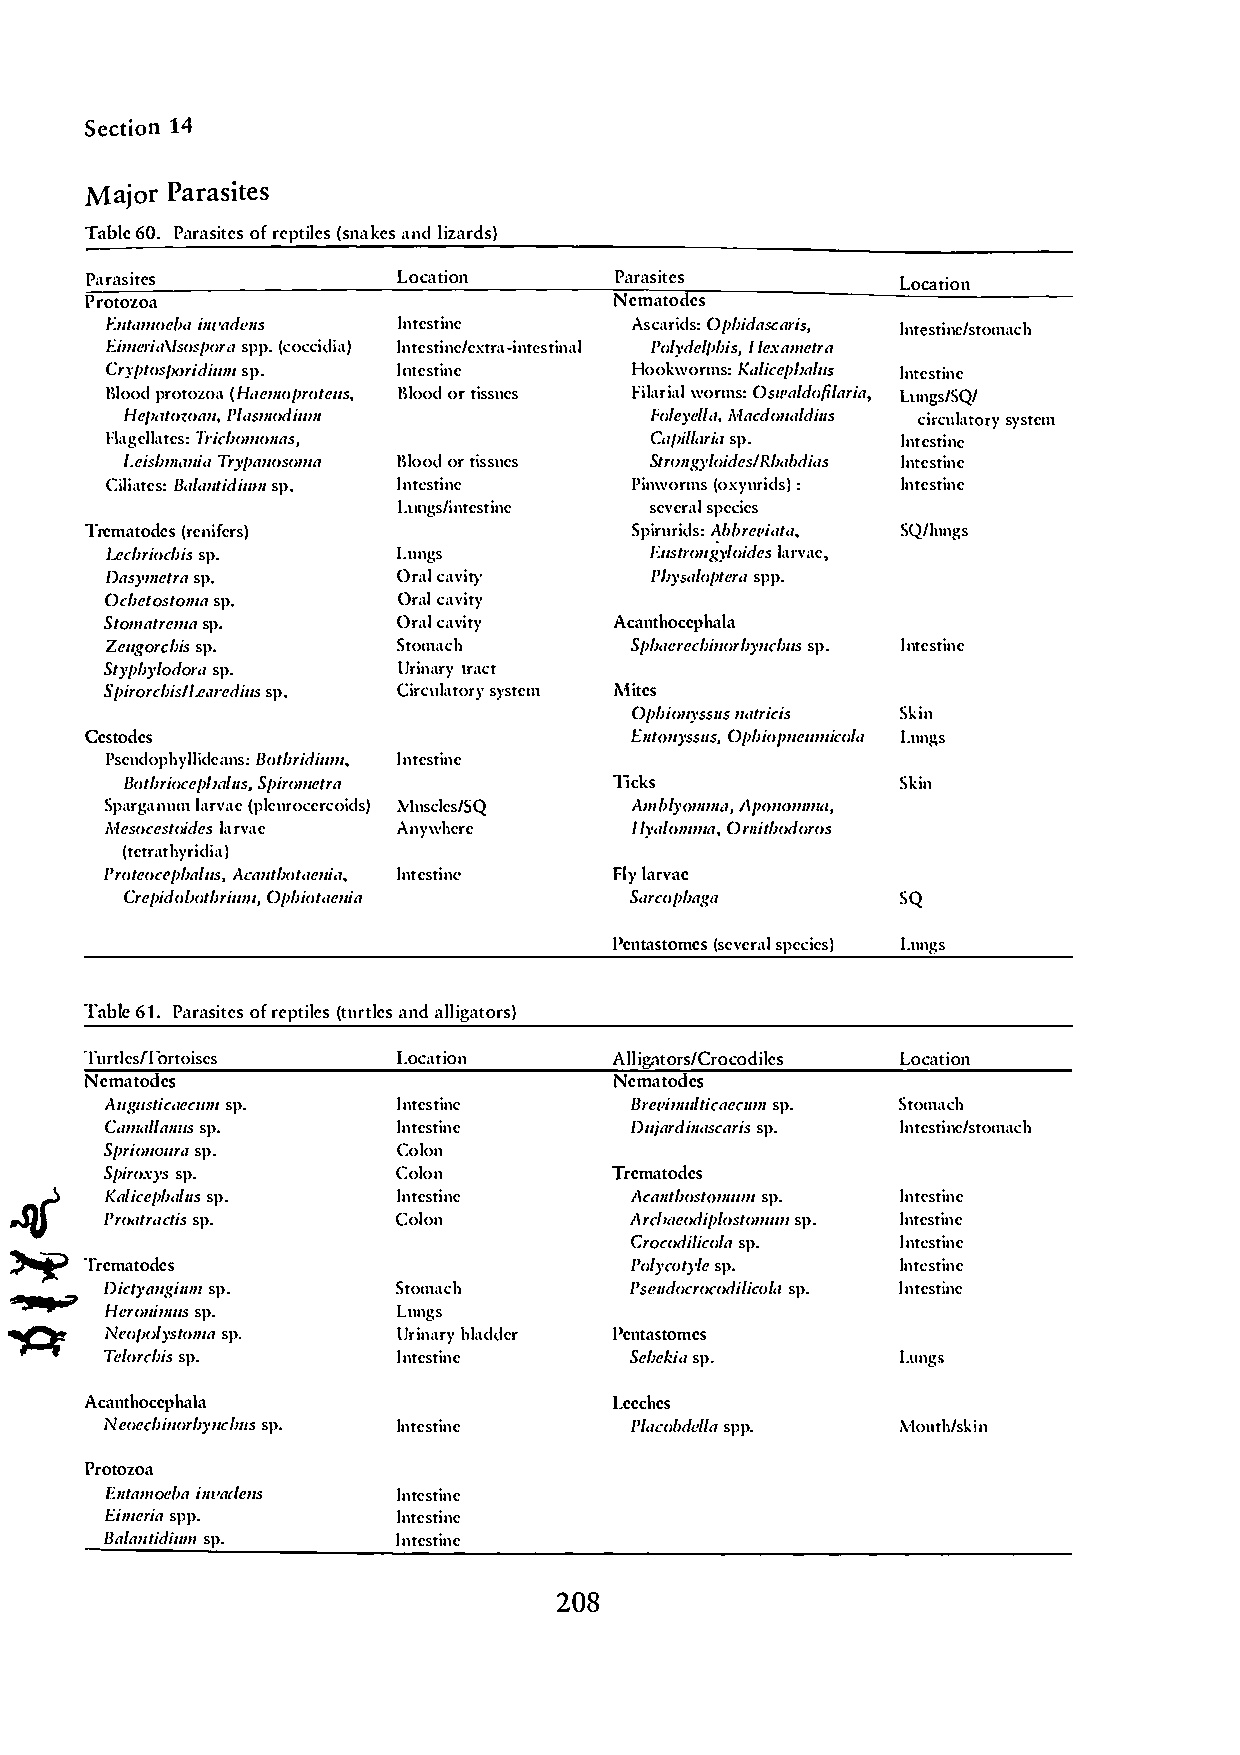 Section 14
Major Parasites
Table 60. Parasites of reptiles (snakes and lizards)
Parasites Location Parasites Location
Protozoa Nematodes
Entamoeba invadens Intestine Ascarids: Ophidascaris, Intestine/stomach
Eimeria\Isospora spp. (coccidia) Intestine/extra-intestinal Polydelphis, Hexametra
Cryptosporidium sp. Intestine Hookworms: Kalicephalus Intestine
Blood protozoa (Haemoproteus, Blood or tissues Filarial worms: Oswaldofilaria, Lungs/SQ/
Hepatozoan, Plasmodium Foleyella, Macdonaldius circulatory system
Flagellates: Trichomonas, Capillaria sp. Intestine
Leishmania Trypanosoma Blood or tissues Strongyloides/Rhabdias Intestine
Ciliates: Balantidium sp. Intestine Pinworms (oxyurids) : Intestine
Lungs/intestine several species
Trematodes (renifers) Spirurids: Abbreviata, SQ/lungs
Lechriochis sp. Lungs Eustrongyloides larvae,
Dasymetra sp. Oral cavity Physaloptera spp.
Ochetostoma sp. Oral cavity
Stomatrema sp. Oral cavity Acanthocephala
Zeugorchis sp. Stomach Sphaerechinorhynchus sp. Intestine
Styphylodora sp. Urinary tract
Spirorchis/Learedius sp. Circulatory system Mites
Ophionyssus natricis Skin
Cestodes Entonyssus, Ophiopneumicola Lungs
Pseudophyllideans: Bothridium, Intestine
Bothriocephalus, Spirometra Ticks Skin
Sparganum larvae (pleurocercoids) Muscles/SQ Amblyomma, Aponomma,
Mesocestoides larvae Anywhere Hyalomma, Ornithodoros
(tetrathyridia)
Proteocephalus, Acanthotaenia, Intestine Fly larvae
Crepidobothrium, Ophiotaenia Sarcophaga SQ
Pentastomes (several species) Lungs
Table 61. Parasites of reptiles (turtles and alligators)
Turtles/Tortoises Location Alligators/Crocodiles Location
Nematodes Nematodes
Angusticaecum sp. Intestine Brevimulticaecum sp. Stomach
Camallanus sp. Intestine Dujardinascaris sp. Intestine/stomach
Sprionoura sp. Colon
Spiroxys sp. Colon Trematodes
Kalicephalus sp. Intestine Acanthostomum sp. Intestine
Proatractis sp. Colon Archaeodiplostomum sp. Intestine
Crocodilicola sp. Intestine
Trematodes Polycotyle sp. Intestine
Dictyangium sp. Stomach Pseudocrocodilicola sp. Intestine
Heronimus sp. Lungs
Neopolystoma sp. Urinary bladder Pentastomes
Telorchis sp. Intestine Sebekia sp. Lungs
Acanthocephala Leeches
Neoechinorhynchus sp. Intestine Placobdella spp. Mouth/skin
Protozoa
Entamoeba invadens Intestine
Eimeria spp. Intestine
Balantidium sp. Intestine
208